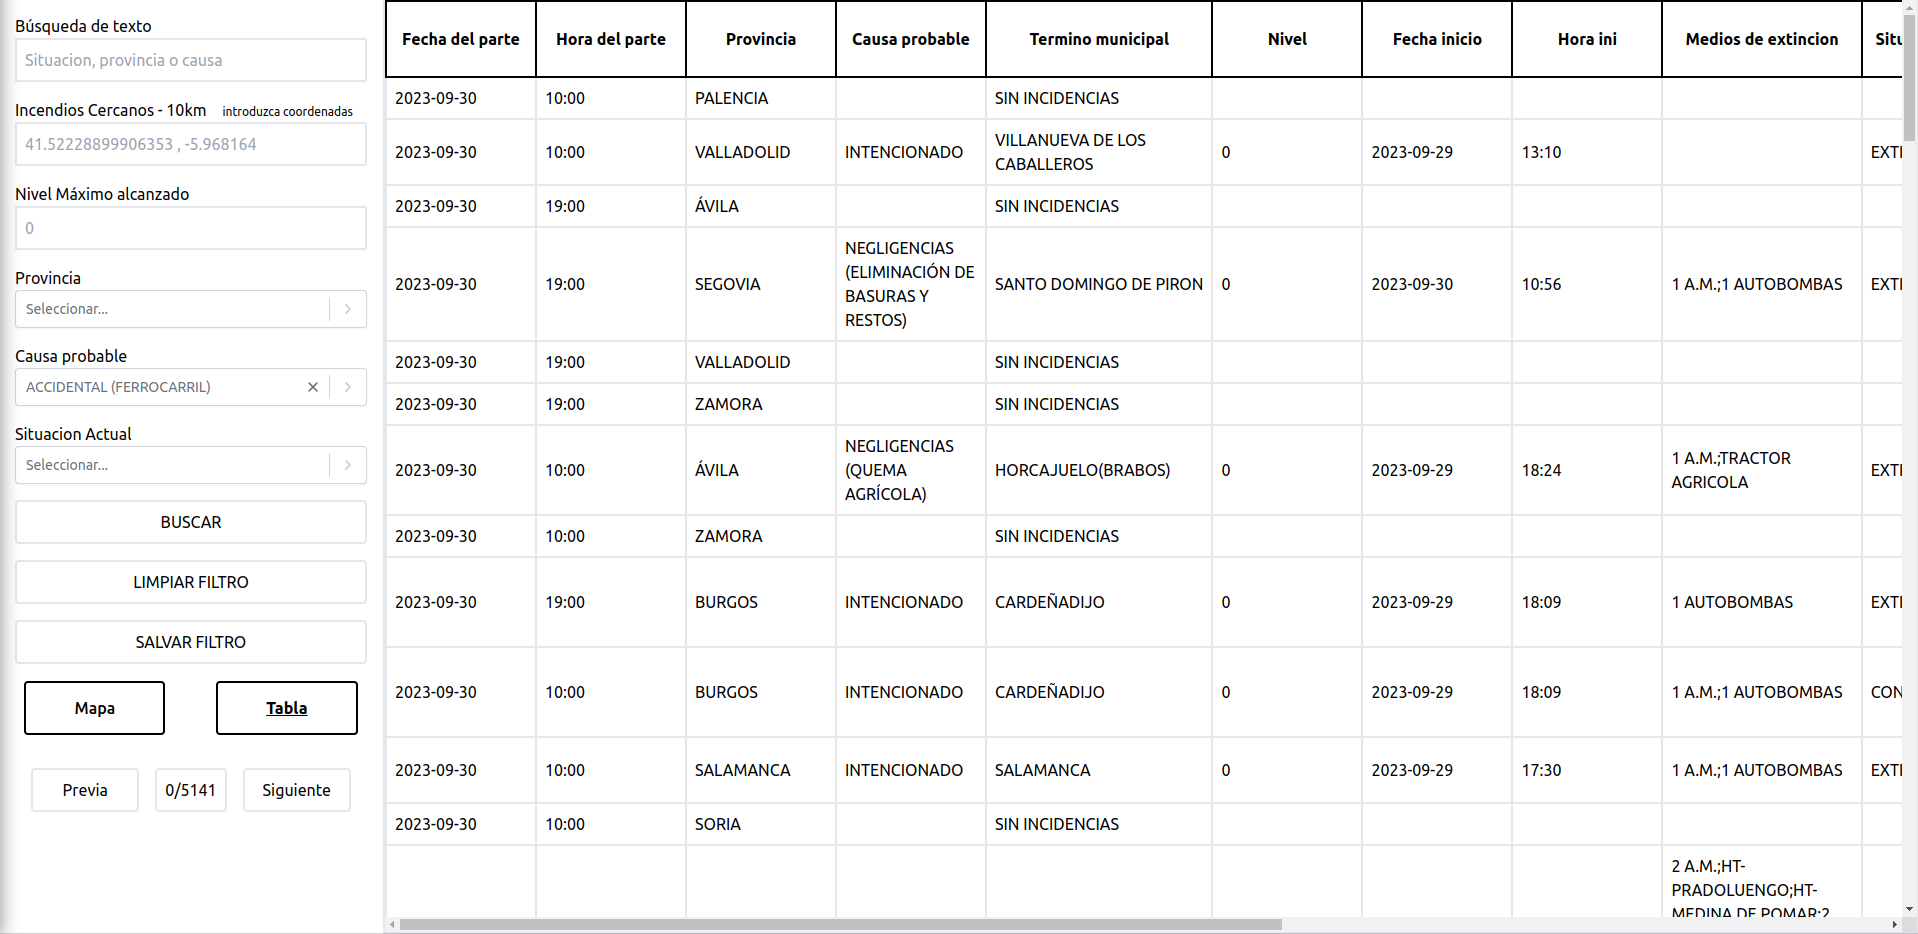 Búsqueda de texto
Situacion, provincia o causa
Incendios Cercanos - 10km introduzca coordenadas
41.52228899906353 , -5.968164
Nivel Máximo alcanzado
0
Provincia
Seleccionar...
Causa probable
ACCIDENTAL (FERROCARRIL)
Situacion Actual
Seleccionar...
BUSCAR
LIMPIAR FILTRO
SALVAR FILTRO
Mapa Tabla
Previa 0/5141 Siguiente
Fecha del parte Hora del parte Provincia Causa probable Termino municipal Nivel Fecha inicio Hora ini Medios de extincion Situ
2023-09-30 10:00 PALENCIA SIN INCIDENCIAS
2023-09-30 10:00 VALLADOLID INTENCIONADO VILLANUEVA DE LOS
CABALLEROS 0 2023-09-29 13:10 EXTI
2023-09-30 19:00 ÁVILA SIN INCIDENCIAS
2023-09-30 19:00 SEGOVIA NEGLIGENCIAS
(ELIMINACIÓN DE
BASURAS Y
RESTOS) SANTO DOMINGO DE PIRON 0 2023-09-30 10:56 1 A.M.;1 AUTOBOMBAS EXTI
2023-09-30 19:00 VALLADOLID SIN INCIDENCIAS
2023-09-30 19:00 ZAMORA SIN INCIDENCIAS
2023-09-30 10:00 ÁVILA NEGLIGENCIAS
(QUEMA
AGRÍCOLA) HORCAJUELO(BRABOS) 0 2023-09-29 18:24 1 A.M.;TRACTOR
AGRICOLA EXTI
2023-09-30 10:00 ZAMORA SIN INCIDENCIAS
2023-09-30 19:00 BURGOS INTENCIONADO CARDEÑADIJO 0 2023-09-29 18:09 1 AUTOBOMBAS EXTI
2023-09-30 10:00 BURGOS INTENCIONADO CARDEÑADIJO 0 2023-09-29 18:09 1 A.M.;1 AUTOBOMBAS CON
2023-09-30 10:00 SALAMANCA INTENCIONADO SALAMANCA 0 2023-09-29 17:30 1 A.M.;1 AUTOBOMBAS EXTI
2023-09-30 10:00 SORIA SIN INCIDENCIAS
2 A.M.;HT-
PRADOLUENGO;HT-
MEDINA DE POMAR;2